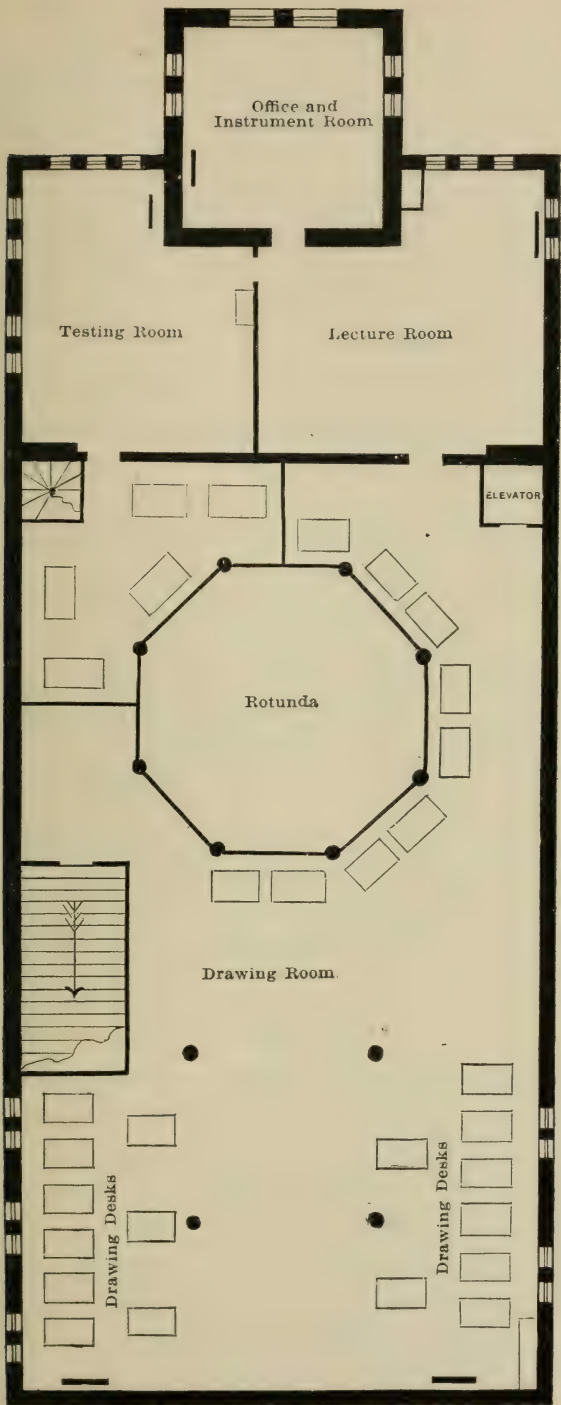 Office and
Instrument Room
Testing Room
Lecture Room
ELEVATOR
Rotunda
Drawing Room.
Drawing Desks
Drawing Desks